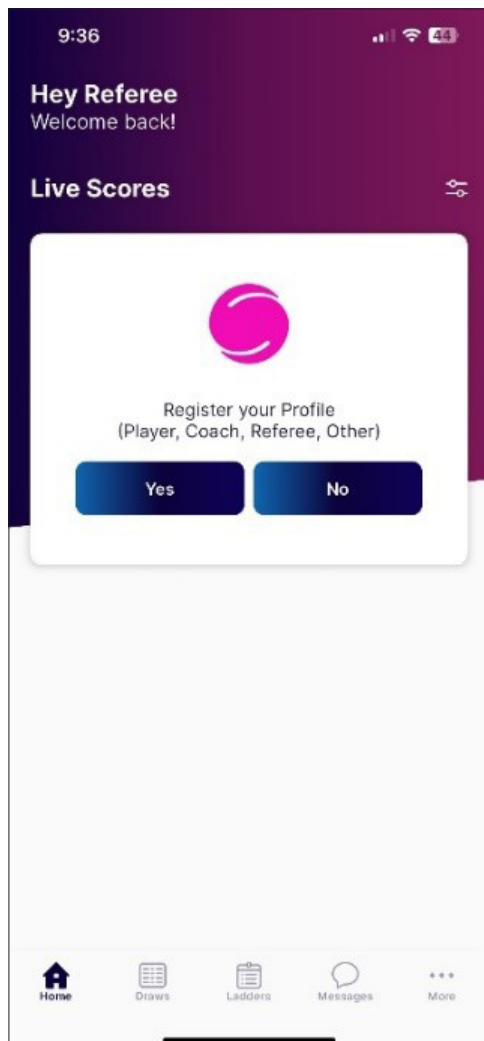 9:36
44
Hey Referee
Welcome back!
Live Scores
Register your Profile
(Player, Coach, Referee, Other)
Yes No
Home Draws Ladders Messages More